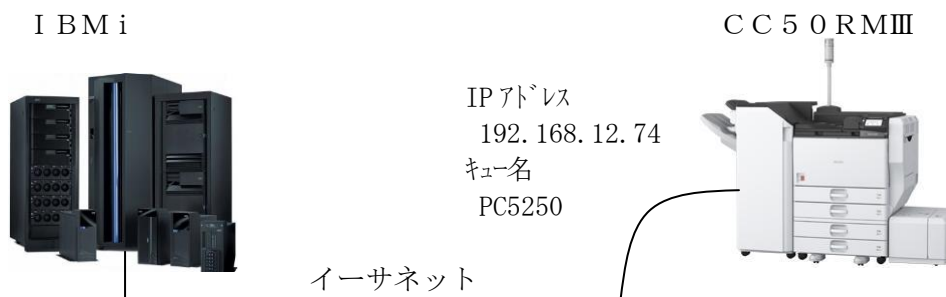 ＩＢＭｉ
ＣＣ５０ＲＭⅢ
IPｱﾄﾞﾚｽ
192.168.12.74
ｷｭｰ名
PC5250
イーサネット